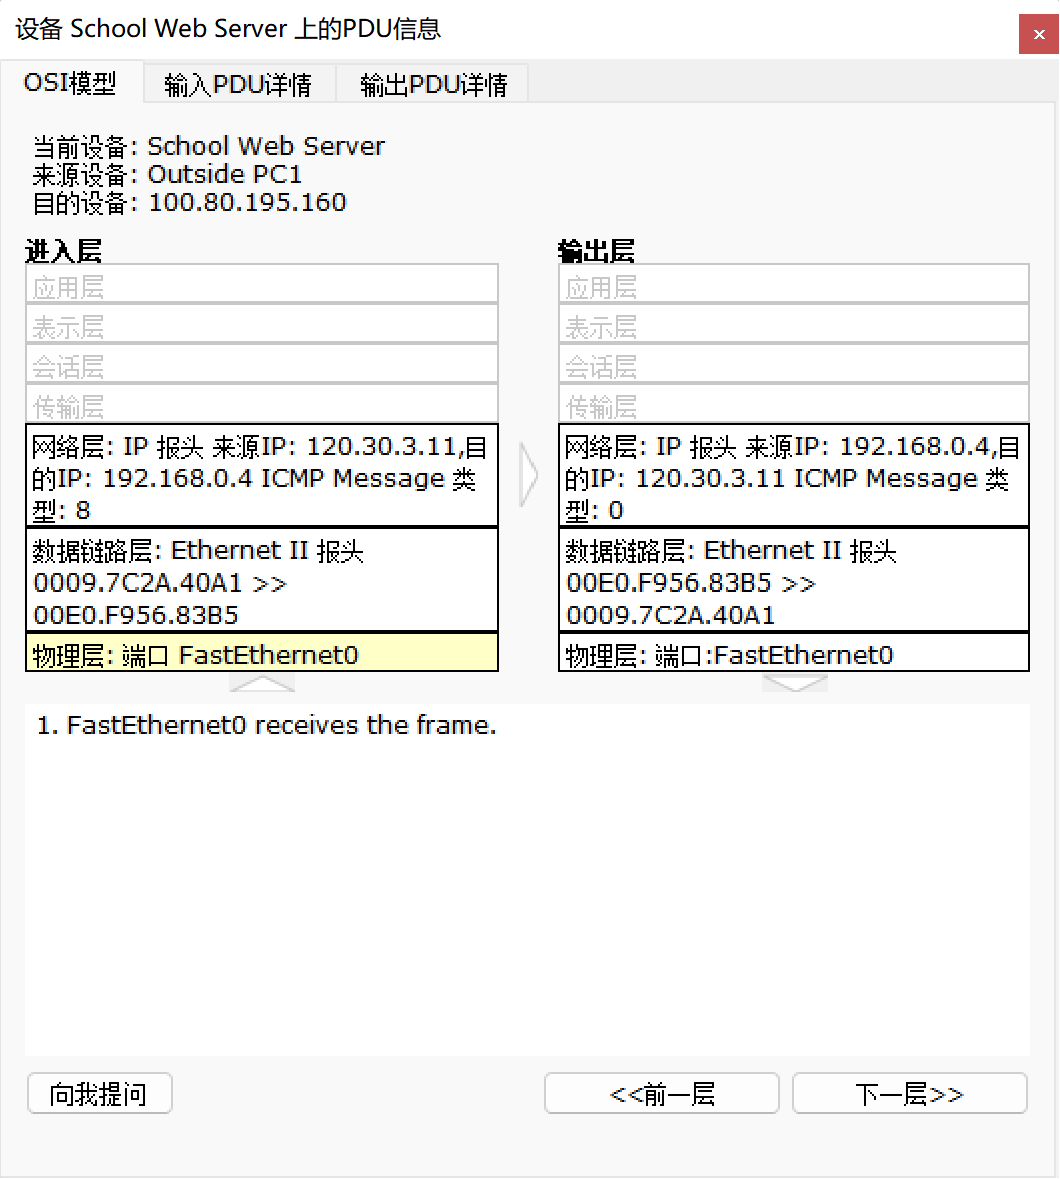 设备 School Web Server 上的PDU信息
×
OSI模型
输入PDU详情
输出PDU详情
当前设备: School Web Server
来源设备: Outside PC1
目的设备: 100.80.195.160
进入层
应用层
表示层
会话层
传输层
网络层: IP 报头 来源IP: 120.30.3.11,目
的IP: 192.168.0.4 ICMP Message 类
型: 8
数据链路层: Ethernet II 报头
0009.7C2A.40A1 >>
00E0.F956.83B5
物理层: 端口 FastEthernet0
输出层
应用层
表示层
会话层
传输层
网络层: IP 报头 来源IP: 192.168.0.4,目
的IP: 120.30.3.11 ICMP Message 类
型: 0
数据链路层: Ethernet II 报头
00E0.F956.83B5 >>
0009.7C2A.40A1
物理层: 端口:FastEthernet0
1. FastEthernet0 receives the frame.
向我提问
<<前一层
下一层>>